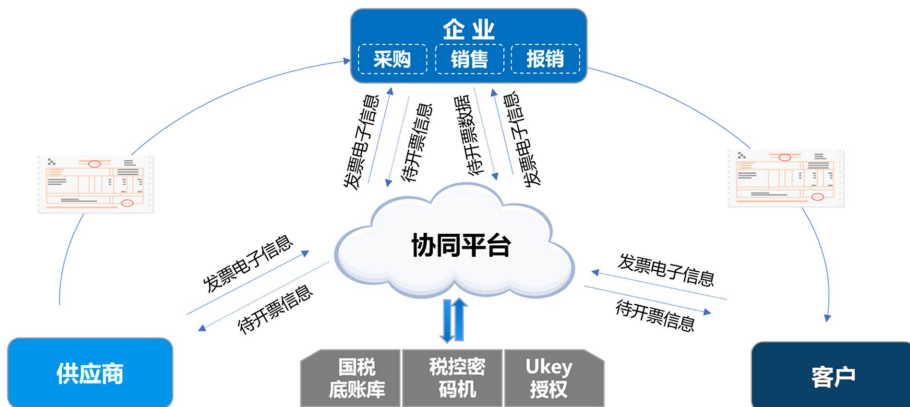 企 业
采购
销售
报销
发票电子信息
待开票信息
待开票数据
发票电子信息
协同平台
发票电子信息
待开票信息
发票电子信息
待开票信息
供应商
国税
底账库
税控密
码机
Ukey
授权
客户